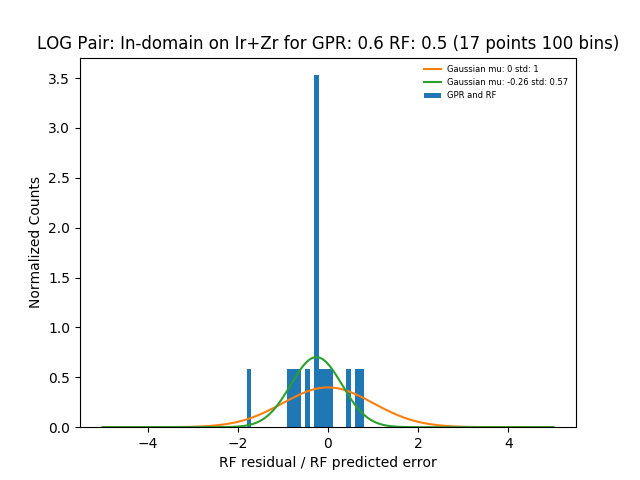 LOG Pair: In-domain on Ir+Zr for GPR: 0.6 RF: 0.5 (17 points 100 bins)
Gaussian mu: 0 std: 1
Gaussian mu: -0.26 std: 0.57
GPR and RF
Normalized Counts
3.5
3.0
2.5
2.0
1.5
1.0
0.5
0.0
−4
−2
0
2
4
RF residual / RF predicted error